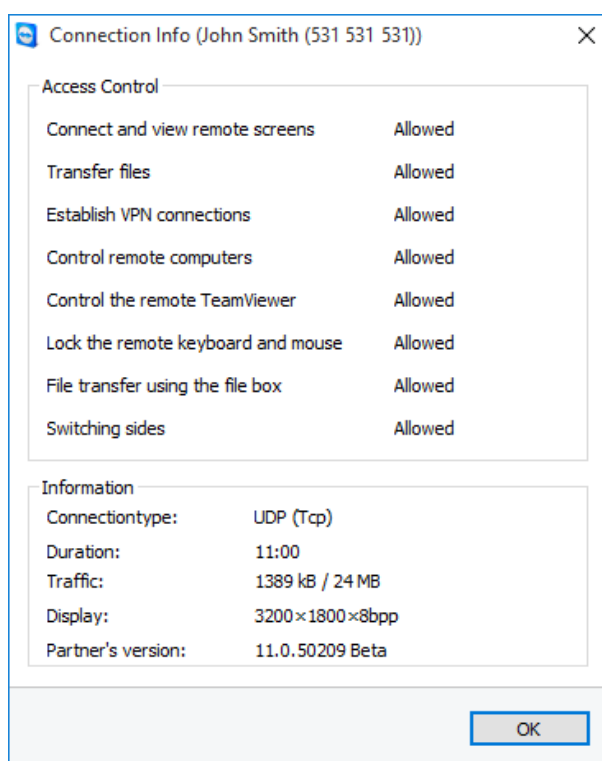 Connection Info (John Smith (531 531 531))
Access Control
Connect and view remote screens Allowed
Transfer files Allowed
Establish VPN connections Allowed
Control remote computers Allowed
Control the remote TeamViewer Allowed
Lock the remote keyboard and mouse Allowed
File transfer using the file box Allowed
Switching sides Allowed
Information
Connectiontype: UDP (Tcp)
Duration: 11:00
Traffic: 1389 kB / 24 MB
Display: 3200×1800×8bpp
Partner's version: 11.0.50209 Beta
OK